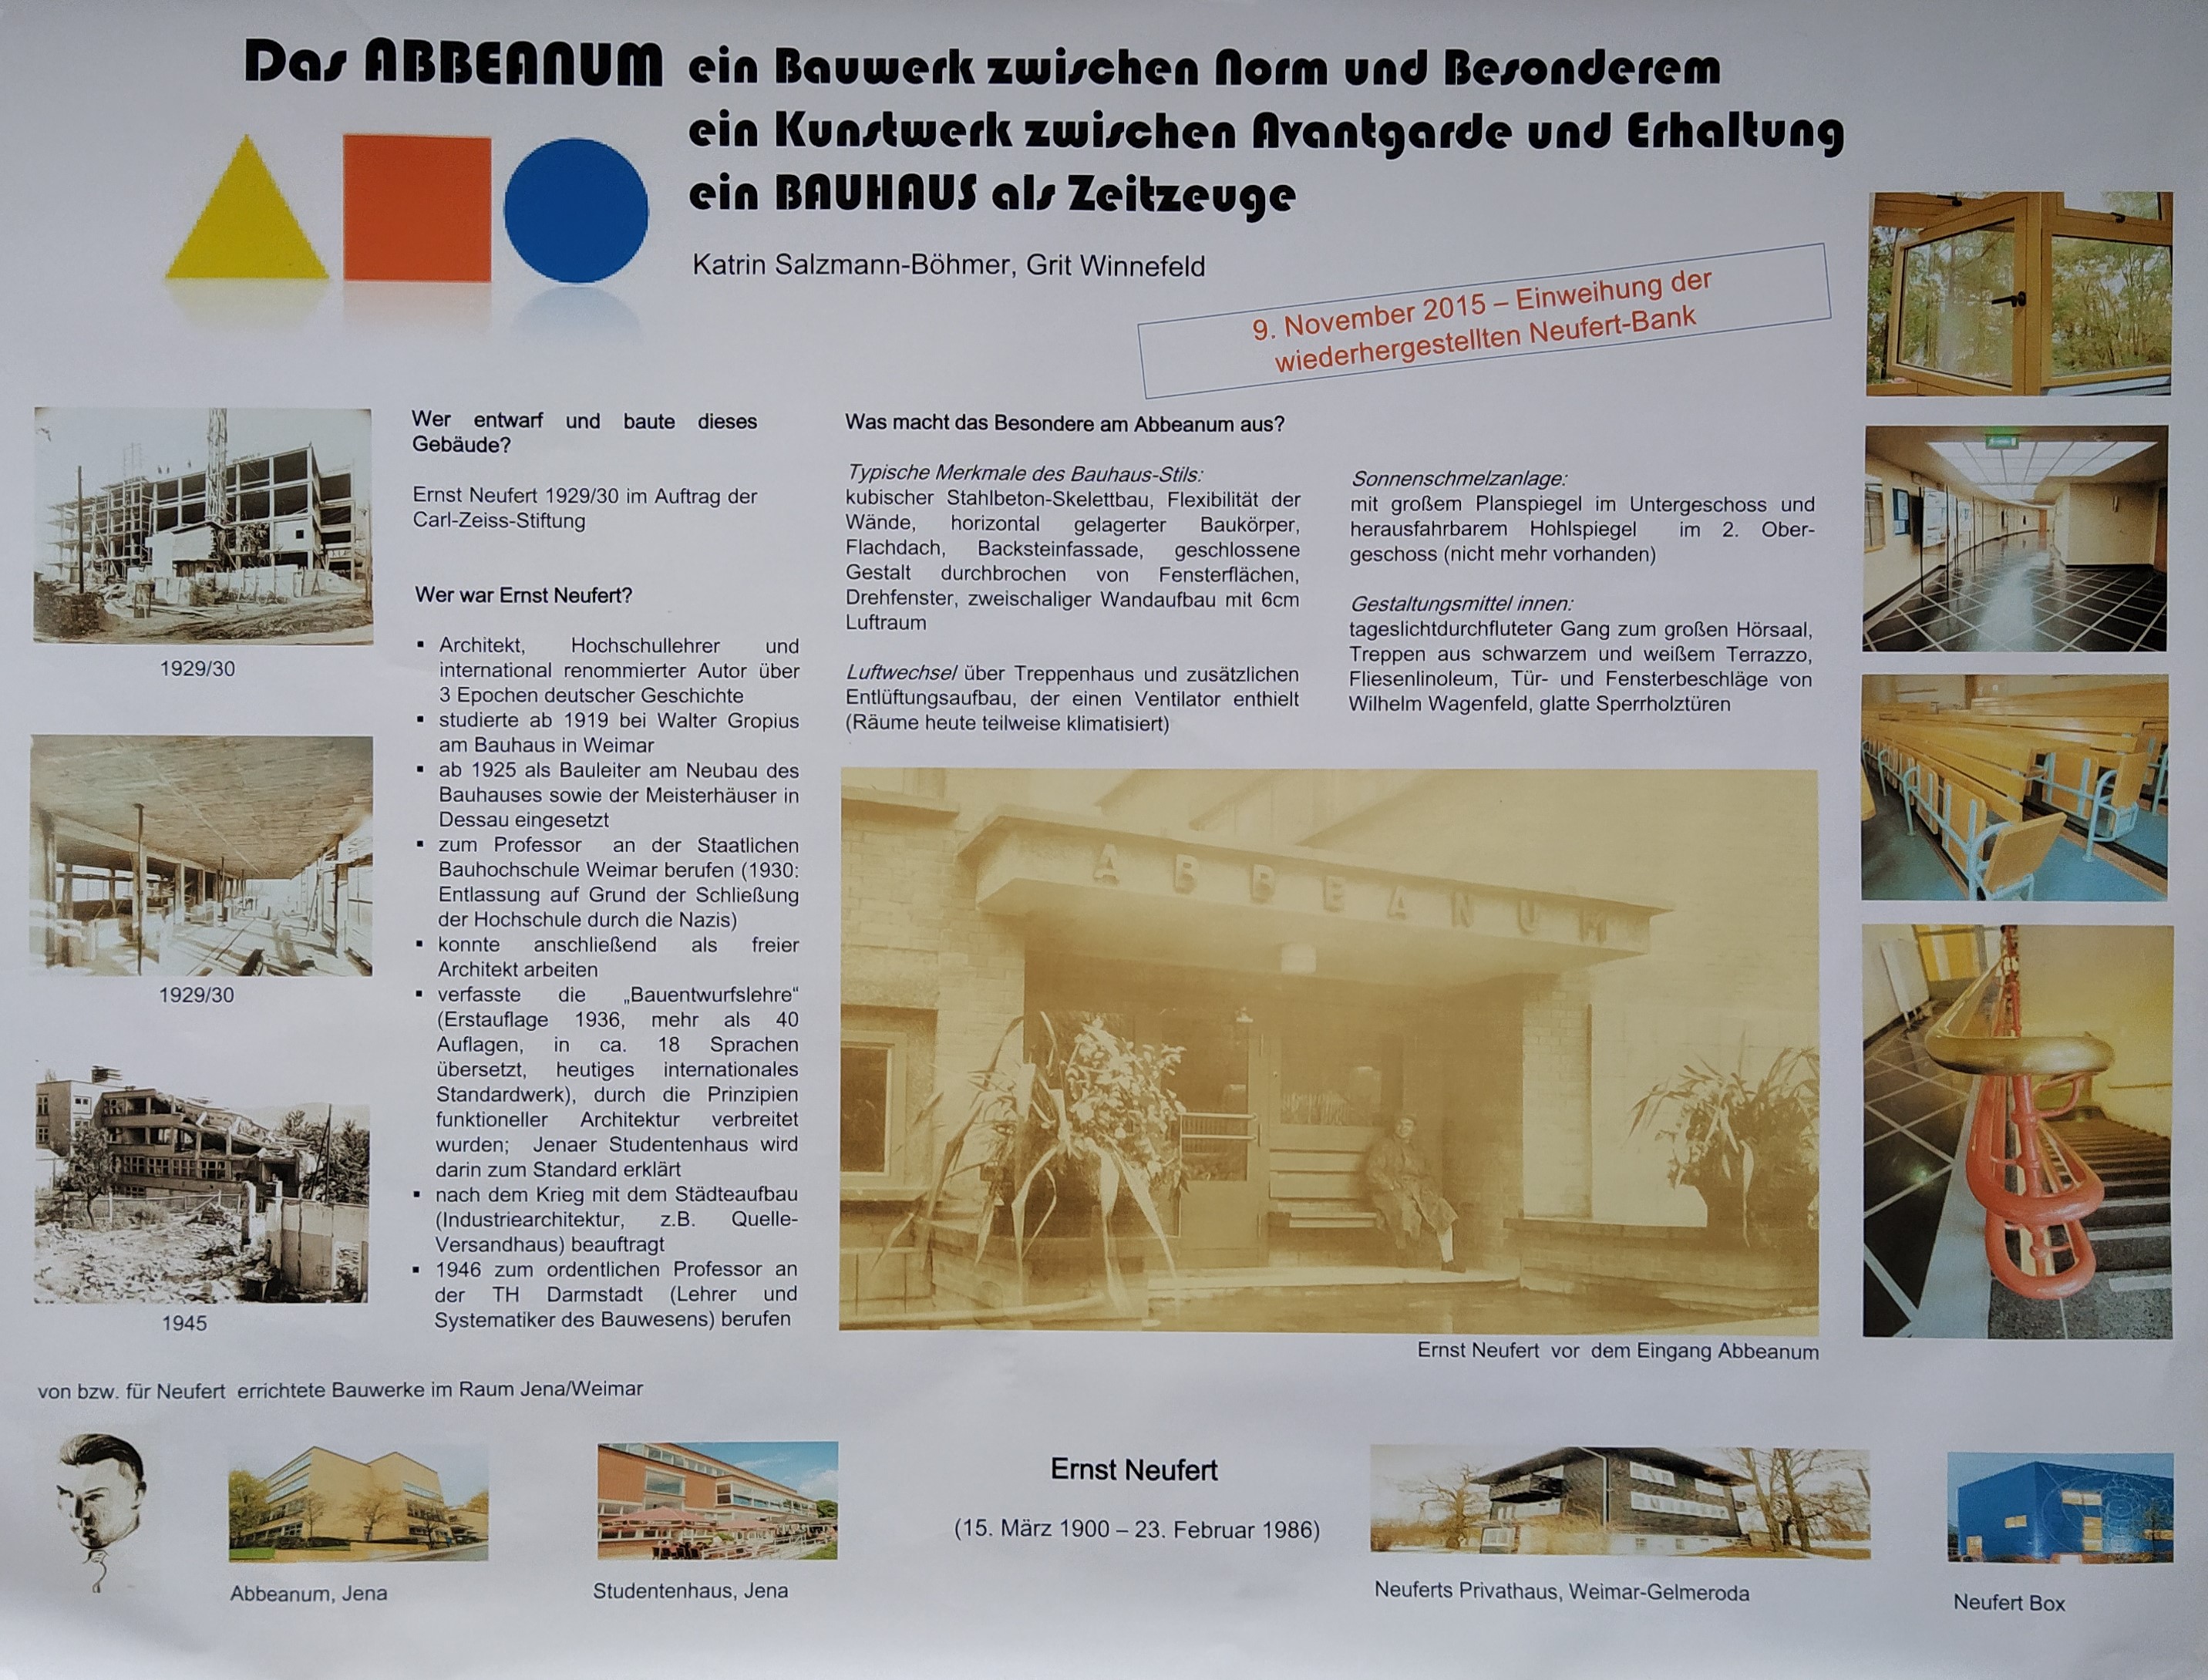 Das ABBEANUM ein Bauwerk zwischen Norm und Besonderem
ein Kunstwerk zwischen Avantgarde und Erhaltung
ein BAUHAUS als Zeitzeuge
Katrin Salzmann-Böhmer, Grit Winnefeld
9. November 2015 – Einweihung der
wiederhergestellten Neufert-Bank
1929/30
1929/30
1945
Wer entwarf und baute dieses
Gebäude?
Ernst Neufert 1929/30 im Auftrag der
Carl-Zeiss-Stiftung
Wer war Ernst Neufert?
▪ Architekt, Hochschullehrer und
international renommierter Autor über
3 Epochen deutscher Geschichte
▪ studierte ab 1919 bei Walter Gropius
am Bauhaus in Weimar
▪ ab 1925 als Bauleiter am Neubau des
Bauhauses sowie der Meisterhäuser in
Dessau eingesetzt
▪ zum Professor an der Staatlichen
Bauhochschule Weimar berufen (1930:
Entlassung auf Grund der Schließung
der Hochschule durch die Nazis)
▪ konnte anschließend als freier
Architekt arbeiten
▪ verfasste die „Bauentwurfslehre“
(Erstauflage 1936, mehr als 40
Auflagen, in ca. 18 Sprachen
übersetzt, heutiges internationales
Standardwerk), durch die Prinzipien
funktioneller Architektur verbreitet
wurden; Jenaer Studentenhaus wird
darin zum Standard erklärt
▪ nach dem Krieg mit dem Städteaufbau
(Industriearchitektur, z.B. Quelle-
Versandhaus) beauftragt
▪ 1946 zum ordentlichen Professor an
der TH Darmstadt (Lehrer und
Systematiker des Bauwesens) berufen
Was macht das Besondere am Abbeanum aus?
Typische Merkmale des Bauhaus-Stils:
kubischer Stahlbeton-Skelettbau, Flexibilität der
Wände, horizontal gelagerter Baukörper,
Flachdach, Backsteinfassade, geschlossene
Gestalt durchbrochen von Fensterflächen,
Drehfenster, zweischaliger Wandaufbau mit 6cm
Luftraum
Luftwechsel über Treppenhaus und zusätzlichen
Entlüftungsaufbau, der einen Ventilator enthielt
(Räume heute teilweise klimatisiert)
Sonnenschmelzanlage:
mit großem Planspiegel im Untergeschoss und
herausfahrbarem Hohlspiegel im 2. Ober-
geschoss (nicht mehr vorhanden)
Gestaltungsmittel innen:
tageslichtdurchfluteter Gang zum großen Hörsaal,
Treppen aus schwarzem und weißem Terrazzo,
Fliesenlinoleum, Tür- und Fensterbeschläge von
Wilhelm Wagenfeld, glatte Sperrholztüren
ABBEANUM
Ernst Neufert vor dem Eingang Abbeanum
von bzw. für Neufert errichtete Bauwerke im Raum Jena/Weimar
Abbeanum, Jena
Studentenhaus, Jena
Ernst Neufert
(15. März 1900 – 23. Februar 1986)
Neuferts Privathaus, Weimar-Gelmeroda
Neufert Box